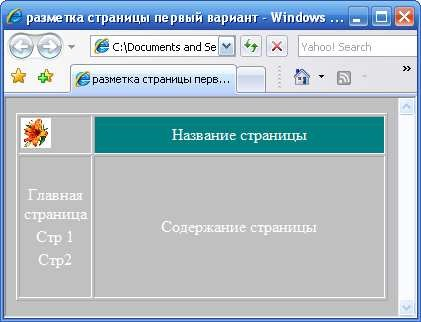 разметка страницы первый вариант - Windows ...
C:\Documents and Se
Yahoo! Search
разметка страницы перв...
Название страницы
Главная
страница
Стр 1
Стр2
Содержание страницы